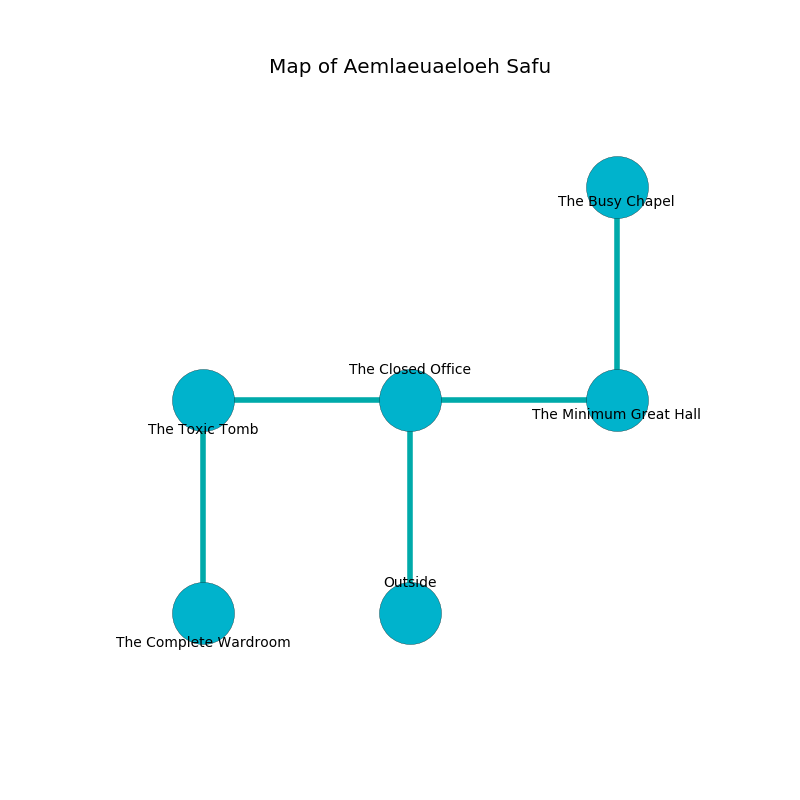 Map of Aemlaeuaeloeh Safu
The Busy Chapel
The Closed Office
The Minimum Great Hall
The Toxic Tomb
Outside
The Complete Wardroom